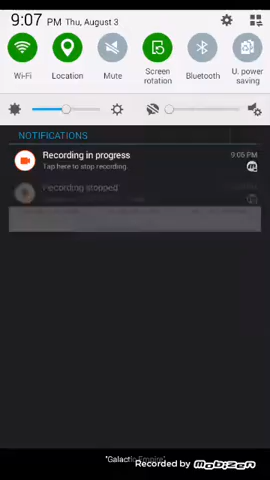 9:07 PM Thu, August 3
Wi-Fi
Location
Mute
Screen rotation
Bluetooth
U. power saving
NOTIFICATIONS
Recording in progress 9:05 PM
Tap here to stop recording.
Recording stopped
"Galactic Empire"
Recorded by MOBIZEN